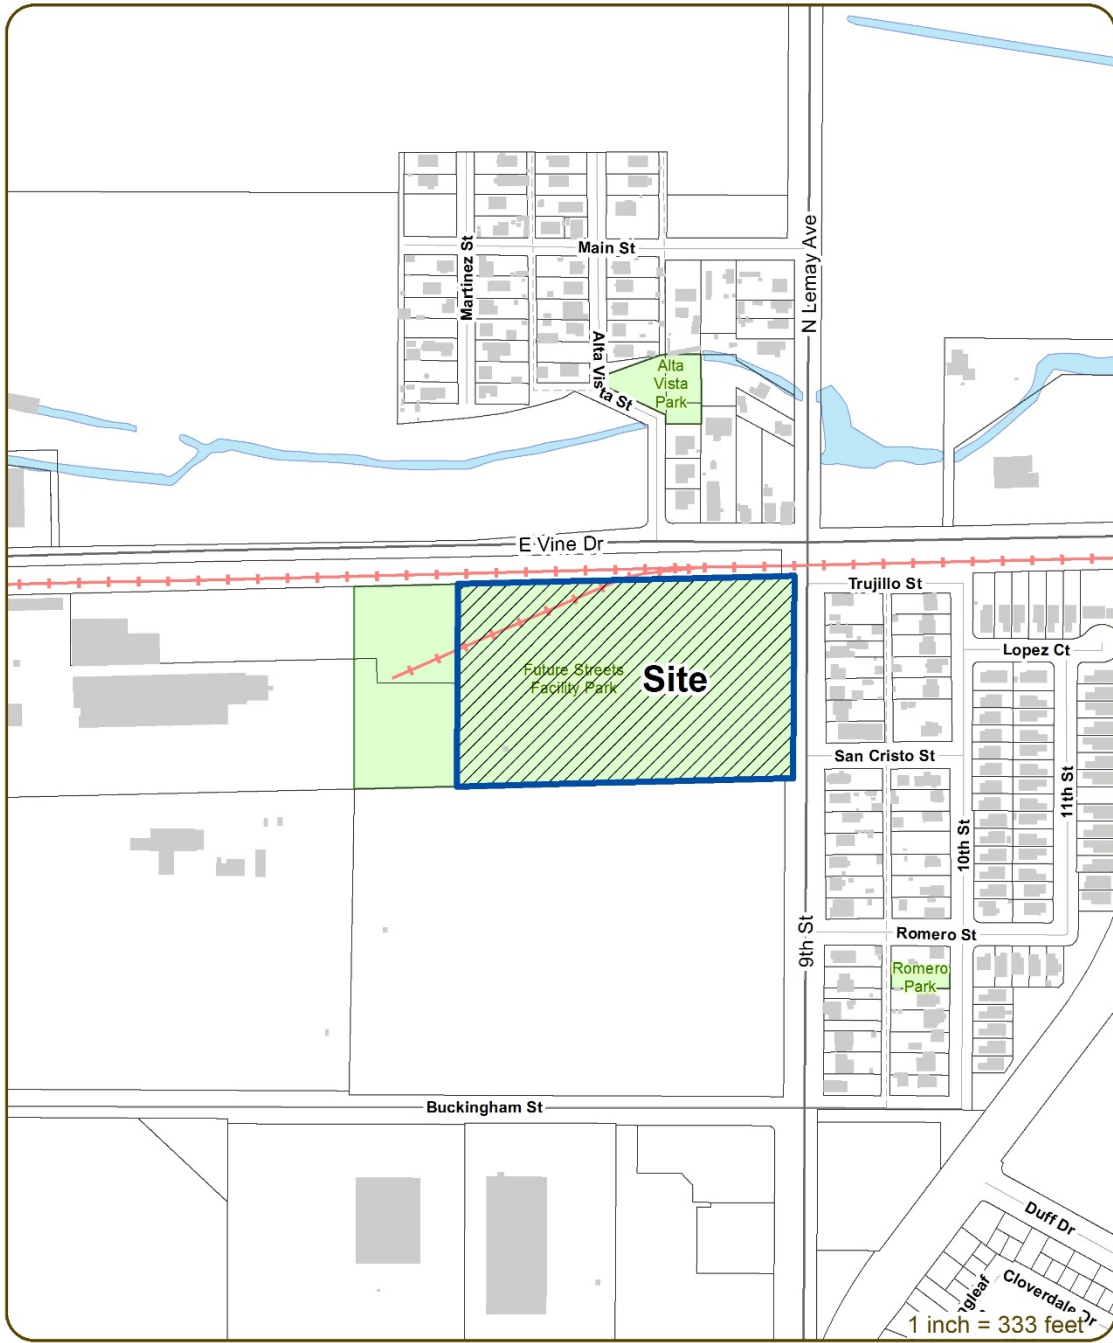 Main St
Martinez St
N Lemay Ave
Alta Vista St
Alta
Vista
Park
E Vine Dr
Trujillo St
Lopez Ct
Future Streets
Facility Park
Site
San Cristo St
11th St
10th St
9th St
Romero St
Romero
Park
Buckingham St
Duff Dr
Cloverdale Dr
1 inch = 333 feet